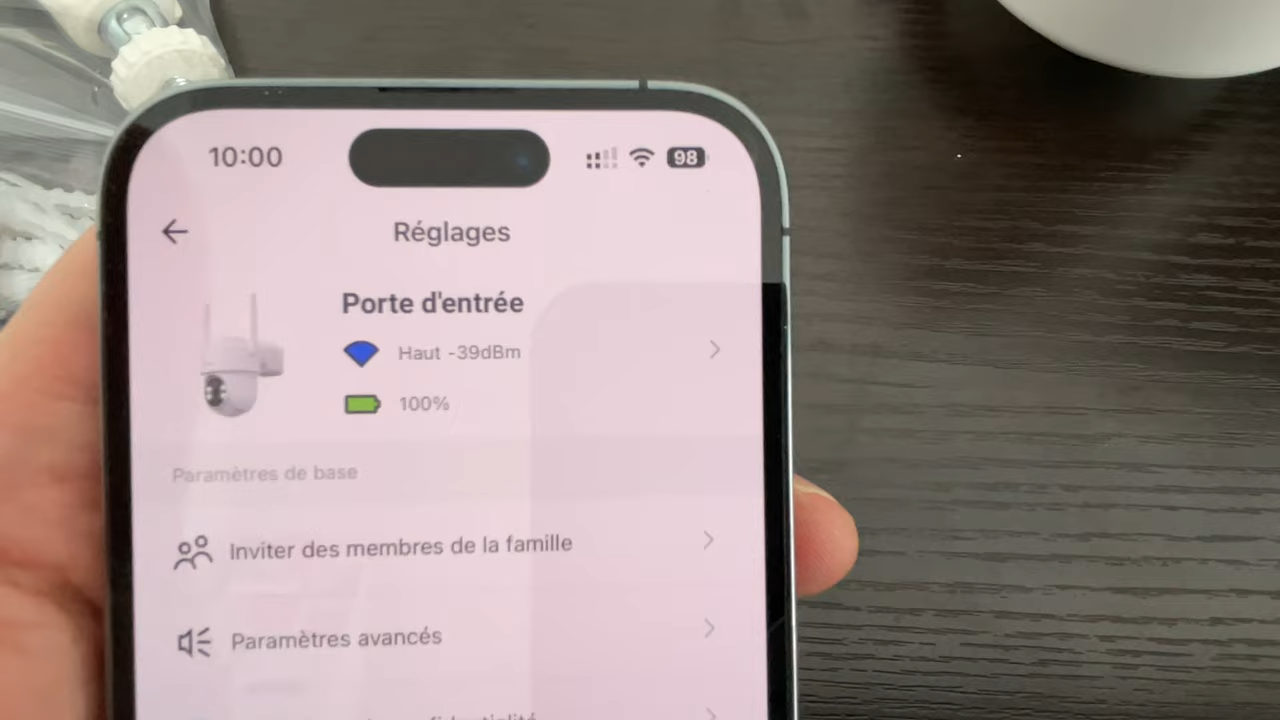 10:00
98
Réglages
Porte d'entrée
Haut -39dBm
100%
Paramètres de base
Inviter des membres de la famille
Paramètres avancés